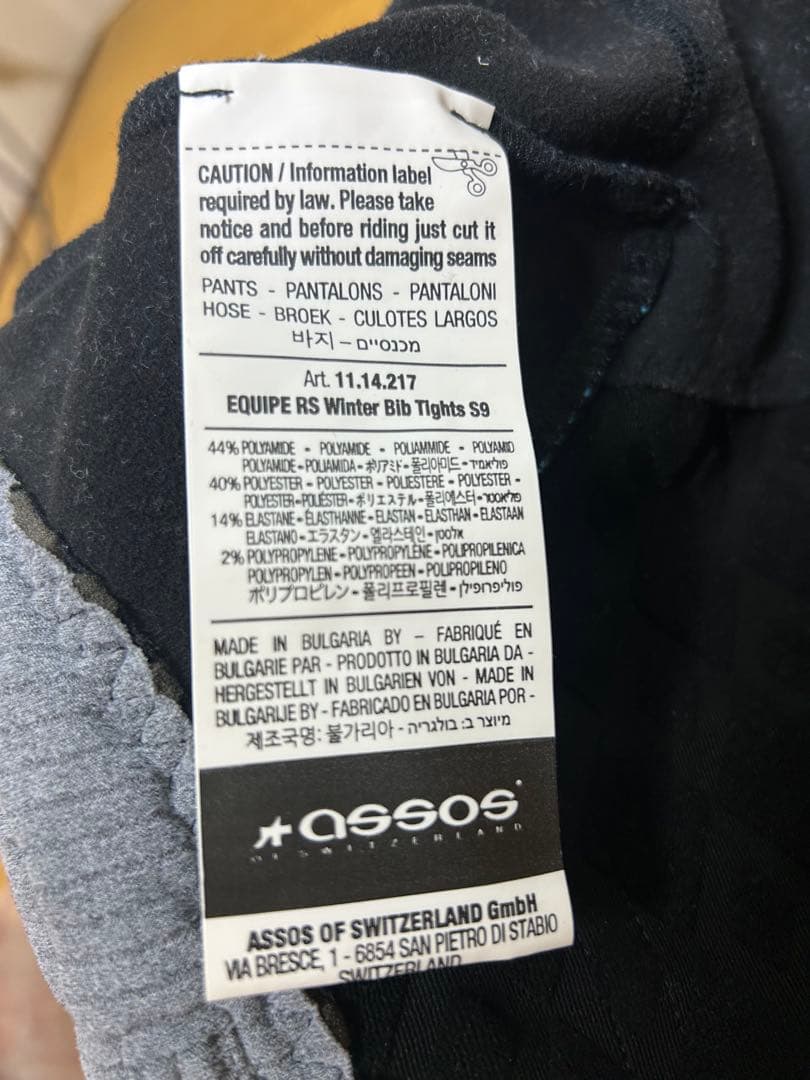 CAUTION / Information label
required by law. Please take
notice and before riding just cut it
off carefully without damaging seams
PANTS - PANTALONS - PANTALONI
HOSE - BROEK - CULOTES LARGOS
바지 - מכנסיים
Art. 11.14.217
EQUIPE RS Winter Bib Tights S9
44% POLYAMIDE - POLYAMIDE - POLIAMMIDE - POLYAMID
POLYAMIDE - POLIAMIDA - ポリアミド - 폴리아미드 - פוליאמיד
40% POLYESTER - POLYESTER - POLIESTERE - POLYESTER -
POLYESTER - POLIÉSTER - ポリエステル - 폴리에스터 - פוליאסטר
14% ELASTANE - ÉLASTHANNE - ELASTAN - ELASTHAN - ELASTAAN
ELASTANO - エラスタン - 엘라스테인 - אלסטן
2% POLYPROPYLENE - POLYPROPYLÈNE - POLIPROPILENICA
POLYPROPYLEN - POLYPROPEEN - POLIPROPILENO
ポリプロピレン - 폴리프로필렌 - פוליפרופילן
MADE IN BULGARIA BY - FABRIQUÉ EN
BULGARIE PAR - PRODOTTO IN BULGARIA DA -
HERGESTELLT IN BULGARIEN VON - MADE IN
BULGARIJE BY - FABRICADO EN BULGARIA POR -
제조국명: 불가리아 - מיוצר ב: בולגריה
assos
OF SWITZERLAND
ASSOS OF SWITZERLAND GmbH
VIA BRESCE, 1 - 6854 SAN PIETRO DI STABIO
SWITZERLAND